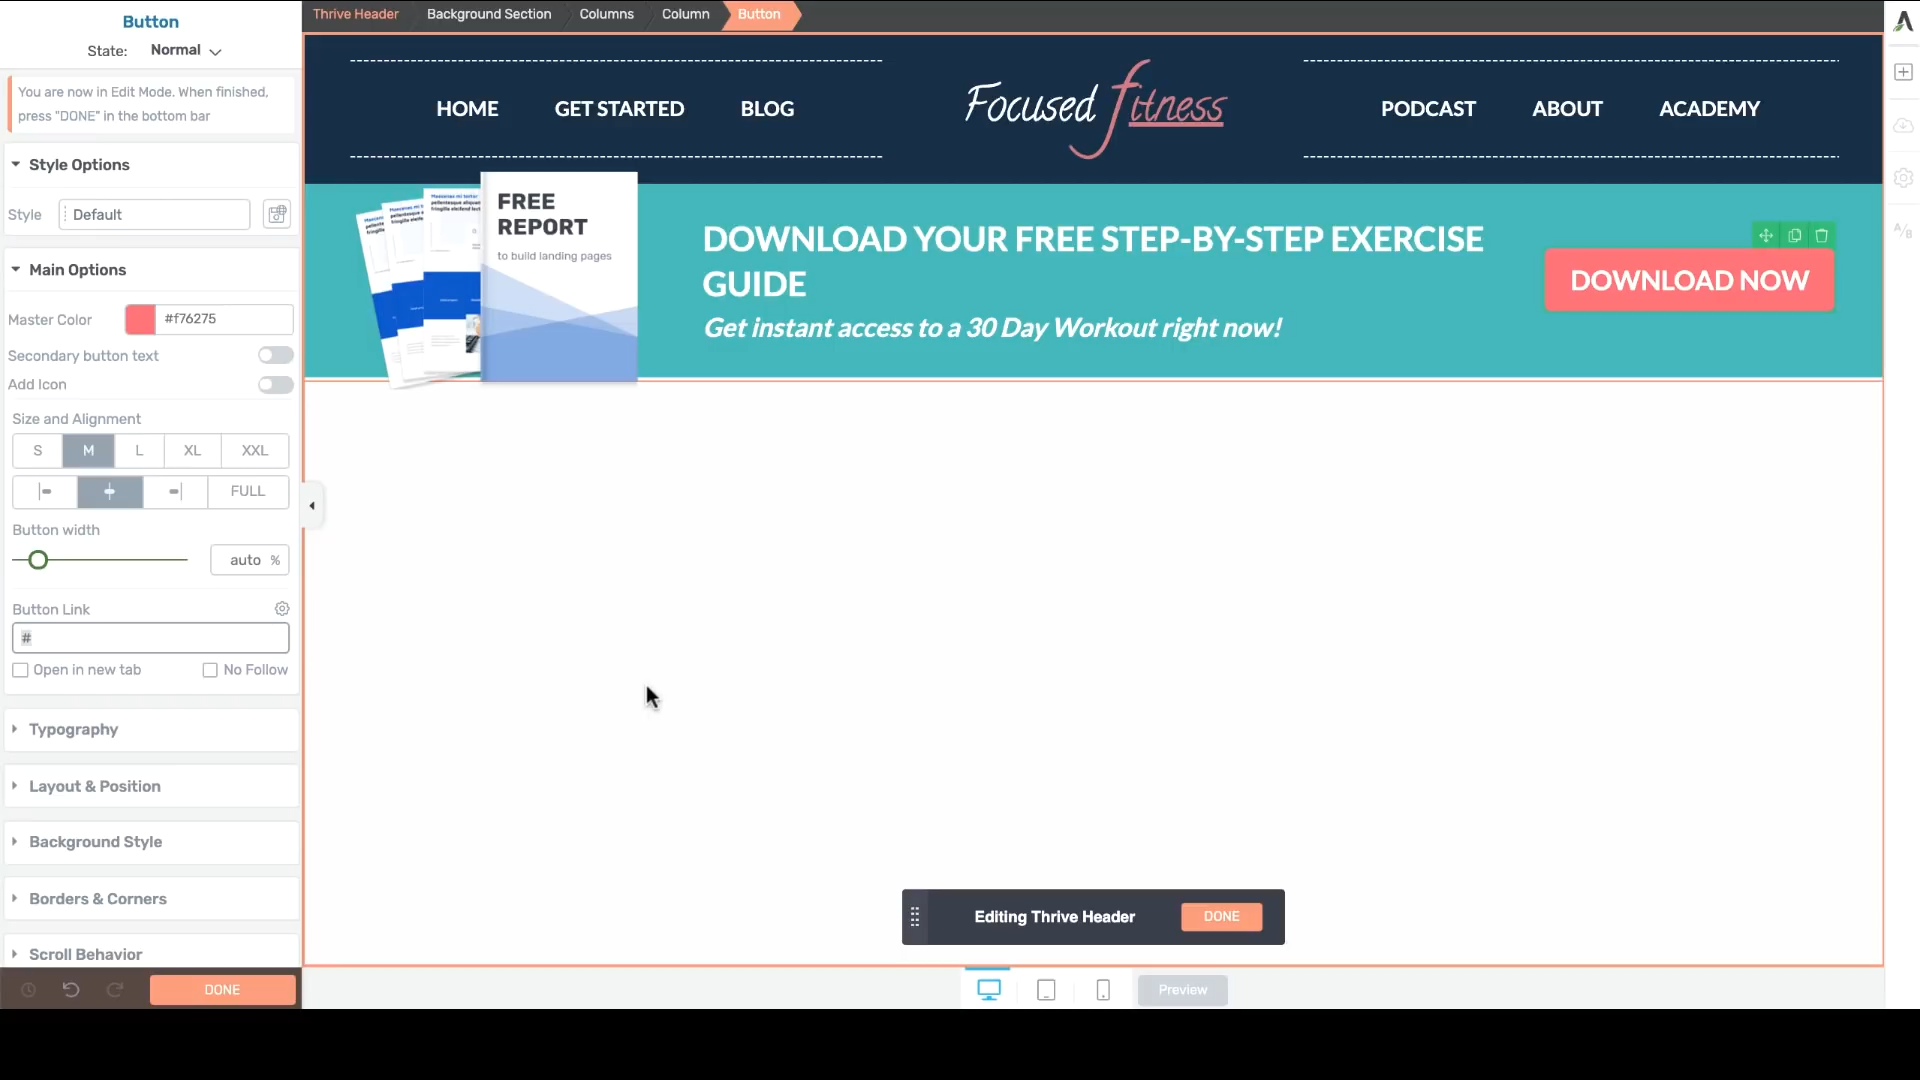 Button
State: Normal
You are now in Edit Mode. When finished,
press "DONE" in the bottom bar
Style Options
Style Default
Main Options
Master Color #f76275
Secondary button text
Add Icon
Size and Alignment
S M L XL XXL
FULL
Button width
auto %
Button Link
#
Open in new tab No Follow
Typography
Layout & Position
Background Style
Borders & Corners
Scroll Behavior
DONE
Thrive Header Background Section Columns Column Button
HOME GET STARTED BLOG
Focused fitness
PODCAST ABOUT ACADEMY
FREE
REPORT
to build landing pages
DOWNLOAD YOUR FREE STEP-BY-STEP EXERCISE
GUIDE
Get instant access to a 30 Day Workout right now!
DOWNLOAD NOW
Editing Thrive Header DONE
Preview
A/B